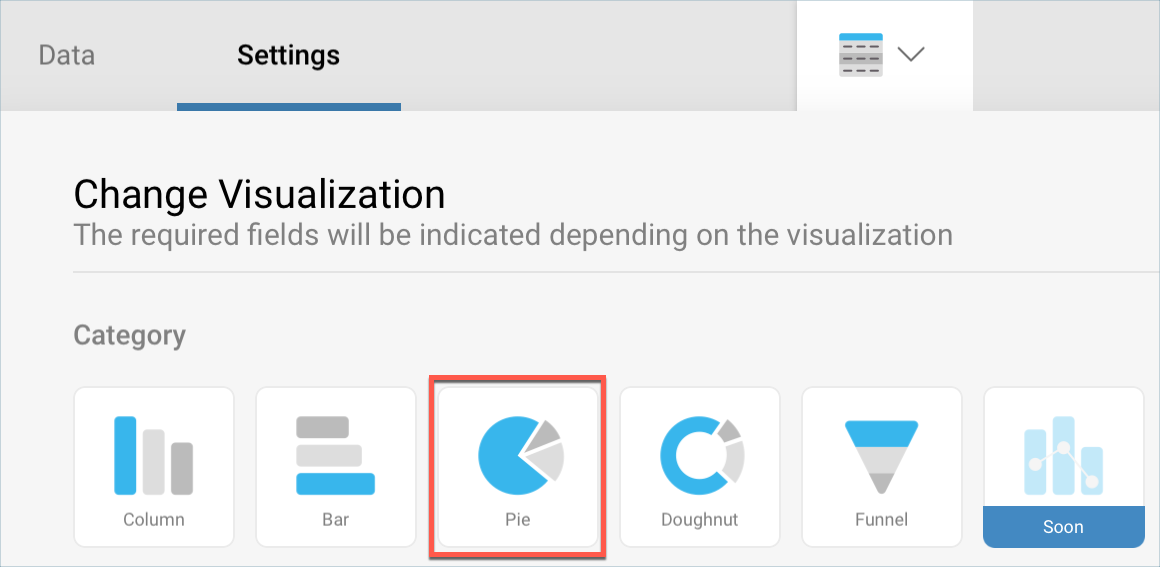 Data Settings
Change Visualization
The required fields will be indicated depending on the visualization
Category
Column Bar Pie Doughnut Funnel Soon